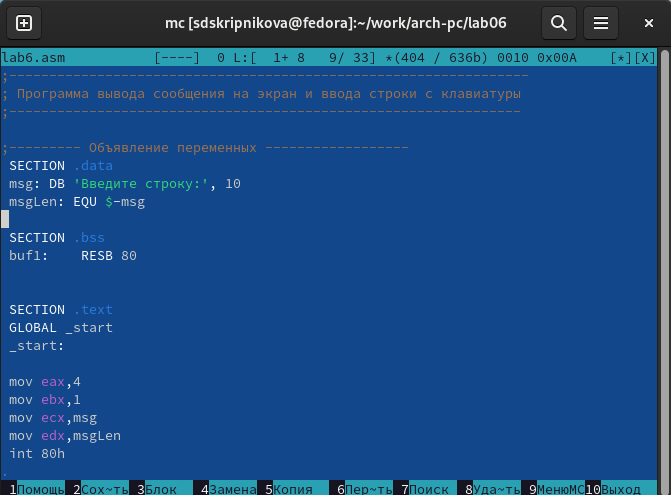 mc [sdskripnikova@fedora]:~/work/arch-pc/lab06
lab6.asm [----] 0 L:[ 1+ 8 9/ 33] *(404 / 636b) 0010 0x00A [*][X]
;----------------------------------------------------------------
; Программа вывода сообщения на экран и ввода строки с клавиатуры
;---------------------------------------------------------------
;--------- Объявление переменных -----------------
SECTION .data
msg: DB 'Введите строку:', 10
msgLen: EQU $-msg
SECTION .bss
buf1: RESB 80
SECTION .text
GLOBAL _start
_start:
mov eax,4
mov ebx,1
mov ecx,msg
mov edx,msgLen
int 80h
1Помощь 2Сох~ть 3Блок 4Замена 5Копия 6Пер~ть 7Поиск 8Уда~ть 9МенюMC 10Выход